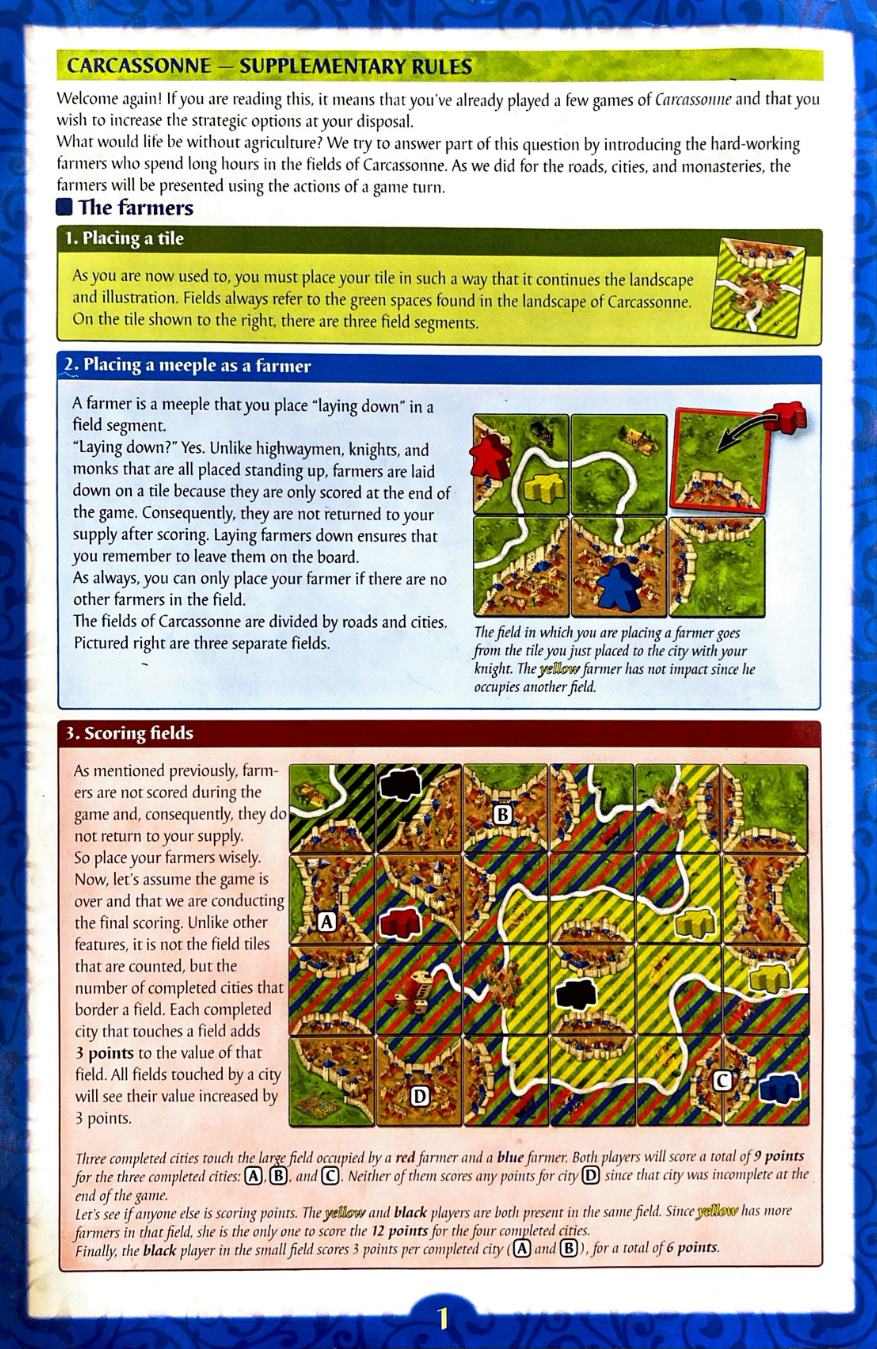 CARCASSONNE — SUPPLEMENTARY RULES
Welcome again! If you are reading this, it means that you've already played a few games of Carcassonne and that you
wish to increase the strategic options at your disposal.
What would life be without agriculture? We try to answer part of this question by introducing the hard-working
farmers who spend long hours in the fields of Carcassonne. As we did for the roads, cities, and monasteries, the
farmers will be presented using the actions of a game turn.
The farmers
1. Placing a tile
As you are now used to, you must place your tile in such a way that it continues the landscape
and illustration. Fields always refer to the green spaces found in the landscape of Carcassonne.
On the tile shown to the right, there are three field segments.
2. Placing a meeple as a farmer
A farmer is a meeple that you place “laying down” in a
field segment.
“Laying down?” Yes. Unlike highwaymen, knights, and
monks that are all placed standing up, farmers are laid
down on a tile because they are only scored at the end of
the game. Consequently, they are not returned to your
supply after scoring. Laying farmers down ensures that
you remember to leave them on the board.
As always, you can only place your farmer if there are no
other farmers in the field.
The fields of Carcassonne are divided by roads and cities.
Pictured right are three separate fields.
The field in which you are placing a farmer goes
from the tile you just placed to the city with your
knight. The yellow farmer has not impact since he
occupies another field.
3. Scoring fields
As mentioned previously, farm-
ers are not scored during the
game and, consequently, they do
not return to your supply.
So place your farmers wisely.
Now, let's assume the game is
over and that we are conducting
the final scoring. Unlike other
features, it is not the field tiles
that are counted, but the
number of completed cities that
border a field. Each completed
city that touches a field adds
3 points to the value of that
field. All fields touched by a city
will see their value increased by
3 points.
B
A
D
C
Three completed cities touch the large field occupied by a red farmer and a blue farmer. Both players will score a total of 9 points
for the three completed cities: A, B, and C. Neither of them scores any points for city D since that city was incomplete at the
end of the game.
Let's see if anyone else is scoring points. The yellow and black players are both present in the same field. Since yellow has more
farmers in that field, she is the only one to score the 12 points for the four completed cities.
Finally, the black player in the small field scores 3 points per completed city (A and B), for a total of 6 points.
1